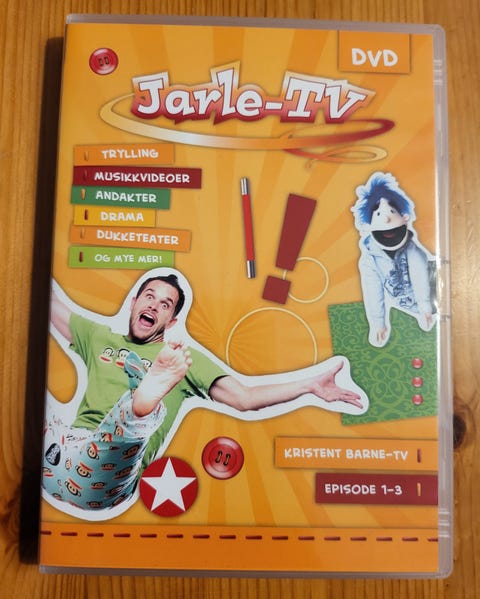 DVD
Jarle-TV
TRYLLING
MUSIKKVIDEOER
ANDAKTER
DRAMA
DUKKETEATER
OG MYE MER!
!
KRISTENT BARNE-TV
EPISODE 1-3